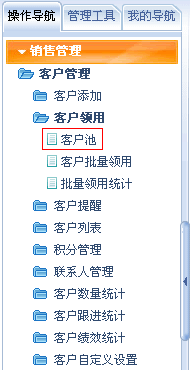 操作导航 管理工具 我的导航
销售管理
客户管理
客户添加
客户领用
客户池
客户批量领用
批量领用统计
客户提醒
客户列表
积分管理
联系人管理
客户数量统计
客户跟进统计
客户绩效统计
客户自定义设置